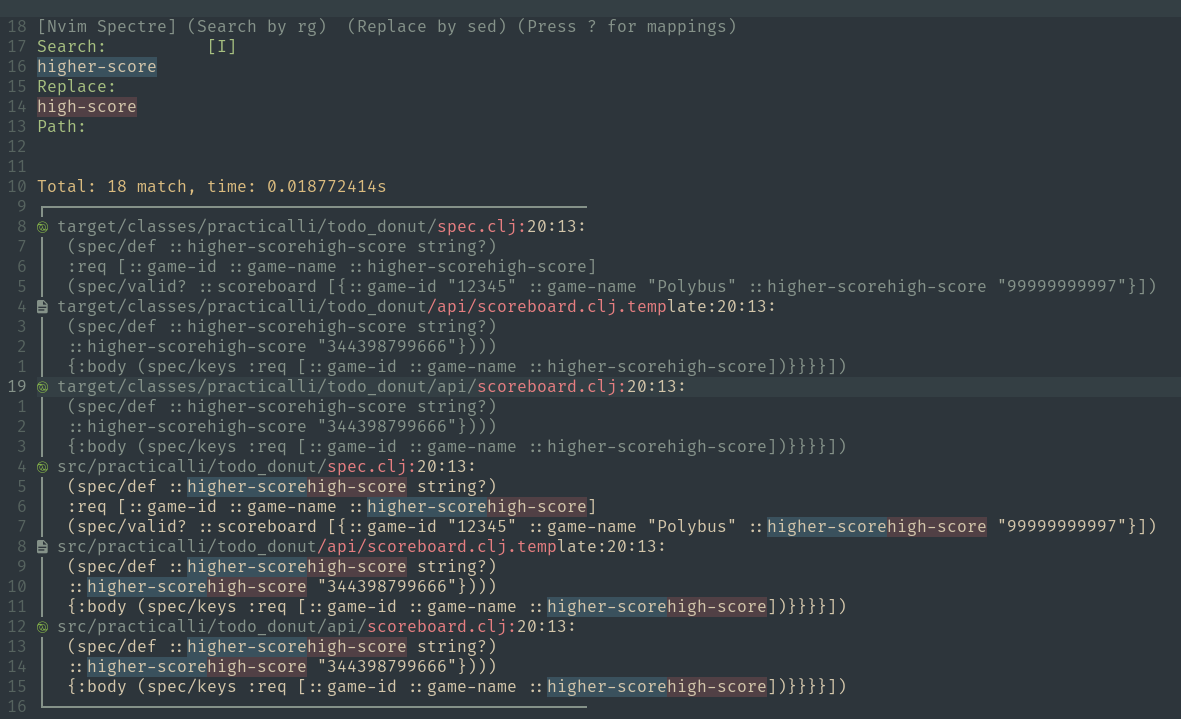 18 [Nvim Spectre] (Search by rg)  (Replace by sed) (Press ? for mappings)
17 Search:          [I]
16 higher-score
15 Replace:
14 high-score
13 Path:
12
11
10 Total: 18 match, time: 0.018772414s
9
8 target/classes/practicalli/todo_donut/spec.clj:20:13:
7 (spec/def ::higher-scorehigh-score string?)
6 :req [::game-id ::game-name ::higher-scorehigh-score]
5 (spec/valid? ::scoreboard [{::game-id "12345" ::game-name "Polybus" ::higher-scorehigh-score "99999999997"}])
4 target/classes/practicalli/todo_donut/api/scoreboard.clj.template:20:13:
3 (spec/def ::higher-scorehigh-score string?)
2 ::higher-scorehigh-score "344398799666"})))
1 {:body (spec/keys :req [::game-id ::game-name ::higher-scorehigh-score])}}}}])
19 target/classes/practicalli/todo_donut/api/scoreboard.clj:20:13:
1 (spec/def ::higher-scorehigh-score string?)
2 ::higher-scorehigh-score "344398799666"})))
3 {:body (spec/keys :req [::game-id ::game-name ::higher-scorehigh-score])}}}}])
4 src/practicalli/todo_donut/spec.clj:20:13:
5 (spec/def ::higher-scorehigh-score string?)
6 :req [::game-id ::game-name ::higher-scorehigh-score]
7 (spec/valid? ::scoreboard [{::game-id "12345" ::game-name "Polybus" ::higher-scorehigh-score "99999999997"}])
8 src/practicalli/todo_donut/api/scoreboard.clj.template:20:13:
9 (spec/def ::higher-scorehigh-score string?)
10 ::higher-scorehigh-score "344398799666"})))
11 {:body (spec/keys :req [::game-id ::game-name ::higher-scorehigh-score])}}}}])
12 src/practicalli/todo_donut/api/scoreboard.clj:20:13:
13 (spec/def ::higher-scorehigh-score string?)
14 ::higher-scorehigh-score "344398799666"})))
15 {:body (spec/keys :req [::game-id ::game-name ::higher-scorehigh-score])}}}}])
16